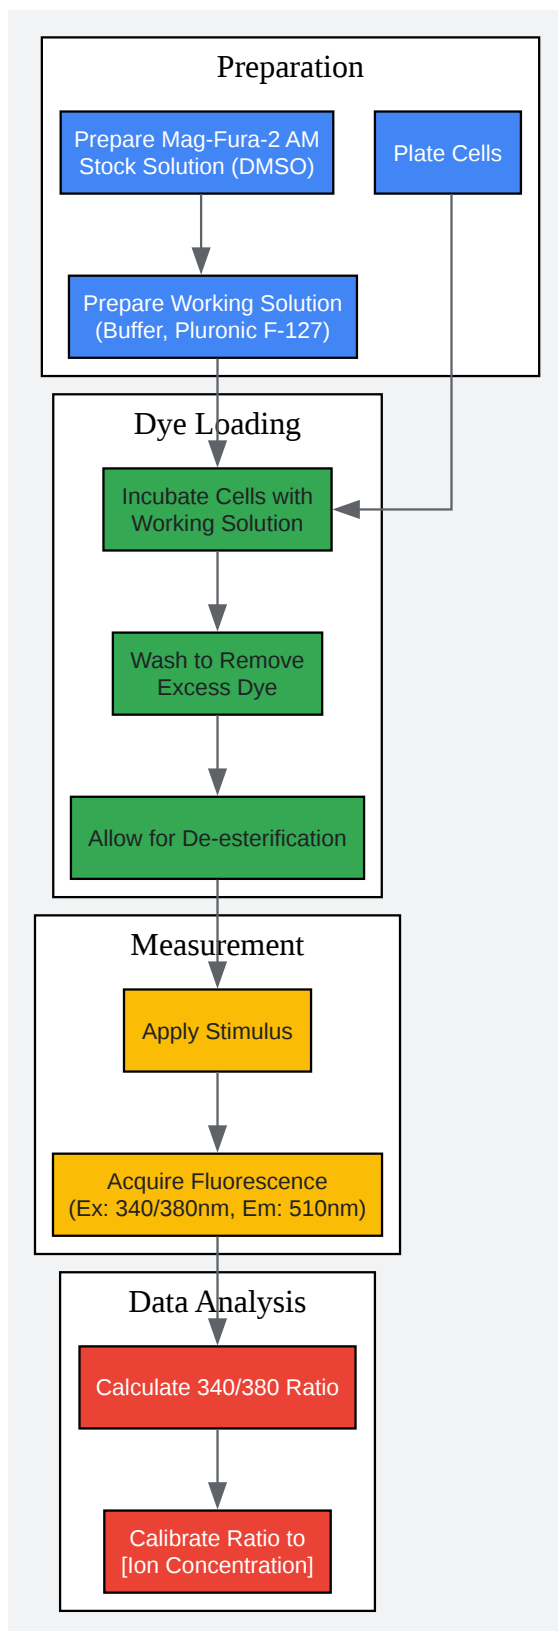 Preparation
Prepare Mag-Fura-2 AM
Stock Solution (DMSO)
Plate Cells
Prepare Working Solution
(Buffer, Pluronic F-127)
Dye Loading
Incubate Cells with
Working Solution
Wash to Remove
Excess Dye
Allow for De-esterification
Measurement
Apply Stimulus
Acquire Fluorescence
(Ex: 340/380nm, Em: 510nm)
Data Analysis
Calculate 340/380 Ratio
Calibrate Ratio to
[Ion Concentration]